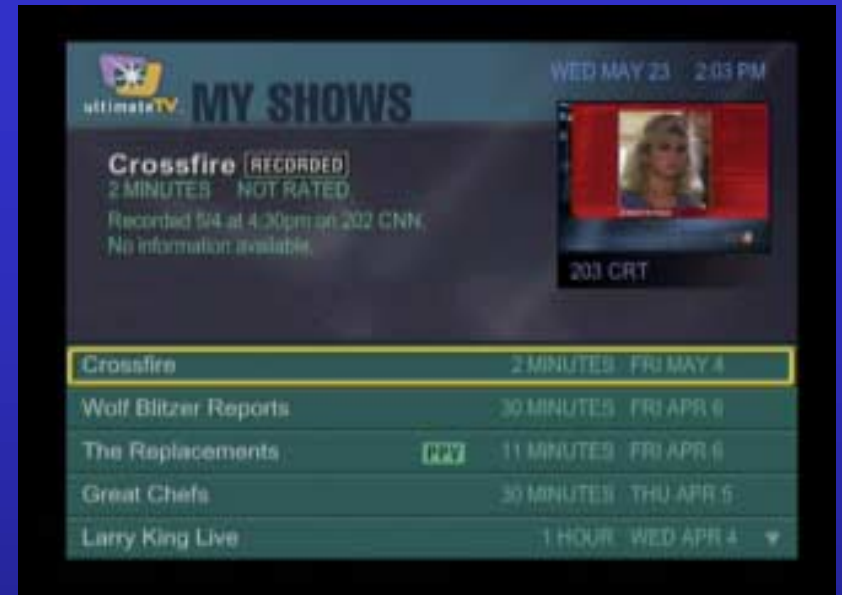 ultimateTV
MY SHOWS
WED MAY 23 2:03 PM
Crossfire RECORDED
2 MINUTES NOT RATED
Recorded 5/4 at 4:30pm on 202 CNN.
No information available.
203 CRT
Crossfire 2 MINUTES FRI MAY 4
Wolf Blitzer Reports 30 MINUTES FRI APR 6
The Replacements PPV 11 MINUTES FRI APR 6
Great Chefs 30 MINUTES THU APR 5
Larry King Live 1 HOUR WED APR 4